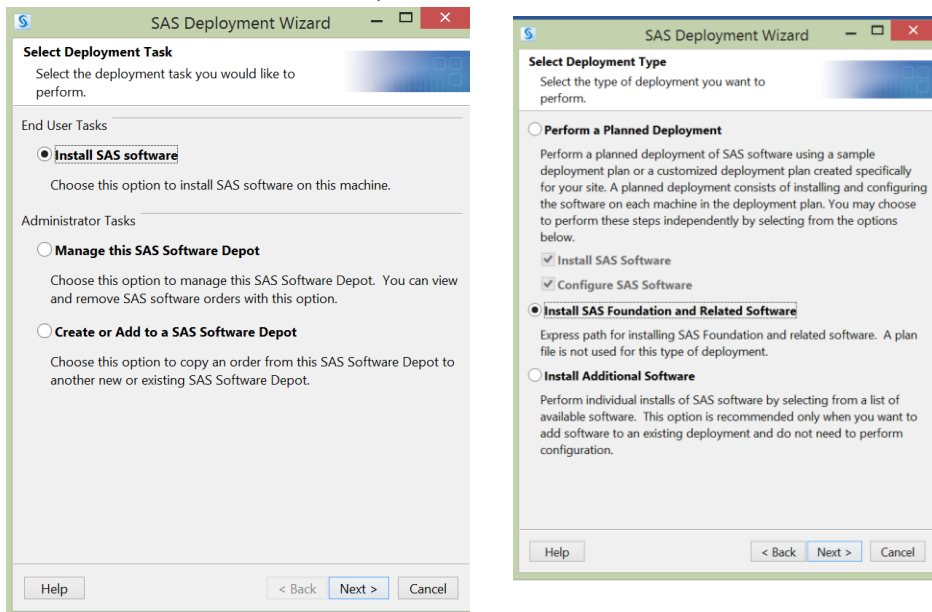 SAS Deployment Wizard
Select Deployment Task
Select the deployment task you would like to
perform.
End User Tasks
Install SAS software
Choose this option to install SAS software on this machine.
Administrator Tasks
Manage this SAS Software Depot
Choose this option to manage this SAS Software Depot. You can view
and remove SAS software orders with this option.
Create or Add to a SAS Software Depot
Choose this option to copy an order from this SAS Software Depot to
another new or existing SAS Software Depot.
Help
< Back
Next >
Cancel
SAS Deployment Wizard
Select Deployment Type
Select the type of deployment you want to
perform.
Perform a Planned Deployment
Perform a planned deployment of SAS software using a sample
deployment plan or a customized deployment plan created specifically
for your site. A planned deployment consists of installing and configuring
the software on each machine in the deployment plan. You may choose
to perform these steps independently by selecting from the options
below.
Install SAS Software
Configure SAS Software
Install SAS Foundation and Related Software
Express path for installing SAS Foundation and related software. A plan
file is not used for this type of deployment.
Install Additional Software
Perform individual installs of SAS software by selecting from a list of
available software. This option is recommended only when you want to
add software to an existing deployment and do not need to perform
configuration.
Help
< Back
Next >
Cancel